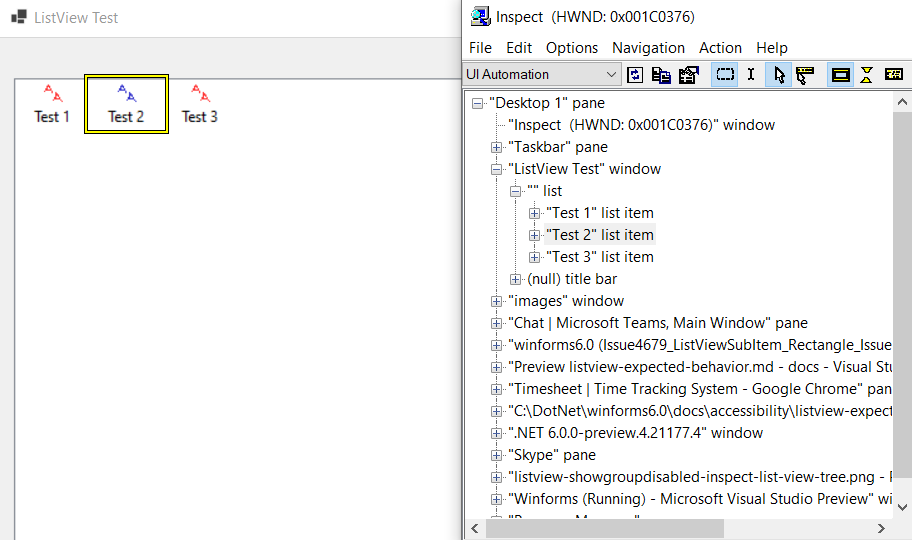 ListView Test
Test 1
Test 2
Test 3
Inspect (HWND: 0x001C0376)
File Edit Options Navigation Action Help
UI Automation
"Desktop 1" pane
"Inspect (HWND: 0x001C0376)" window
"Taskbar" pane
"ListView Test" window
"" list
"Test 1" list item
"Test 2" list item
"Test 3" list item
(null) title bar
"images" window
"Chat | Microsoft Teams, Main Window" pane
"winforms6.0 (Issue4679_ListViewSubItem_Rectangle_Issue
"Preview listview-expected-behavior.md - docs - Visual Stu
"Timesheet | Time Tracking System - Google Chrome" pan
"C:\DotNet\winforms6.0\docs\accessibility\listview-expect
".NET 6.0.0-preview.4.21177.4" window
"Skype" pane
"listview-showgroupdisabled-inspect-list-view-tree.png -
"Winforms (Running) - Microsoft Visual Studio Preview" wi